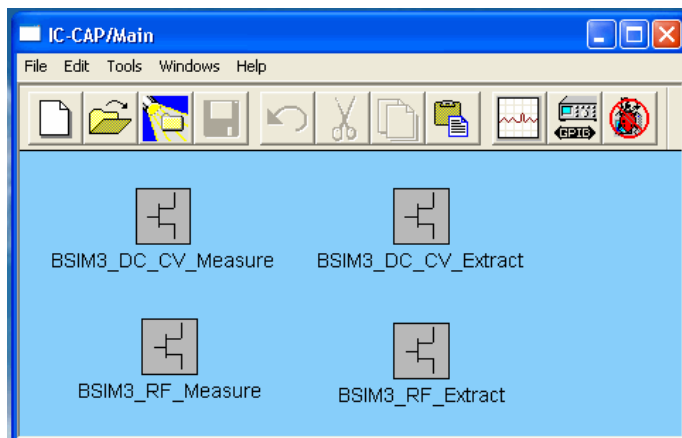 IC-CAP/Main
File Edit Tools Windows Help
GPIB
BSIM3_DC_CV_Measure BSIM3_DC_CV_Extract
BSIM3_RF_Measure BSIM3_RF_Extract